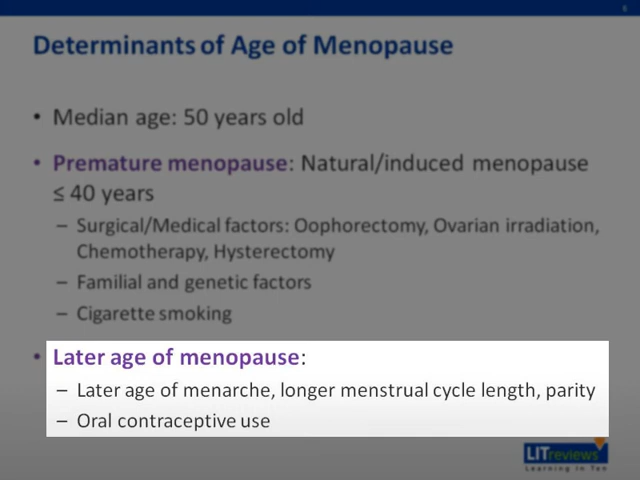 6
Determinants of Age of Menopause
• Median age: 50 years old
• Premature menopause: Natural/induced menopause
≤ 40 years
– Surgical/Medical factors: Oophorectomy, Ovarian irradiation,
Chemotherapy, Hysterectomy
– Familial and genetic factors
– Cigarette smoking
• Later age of menopause:
– Later age of menarche, longer menstrual cycle length, parity
– Oral contraceptive use
LITreviews
Learning in Ten